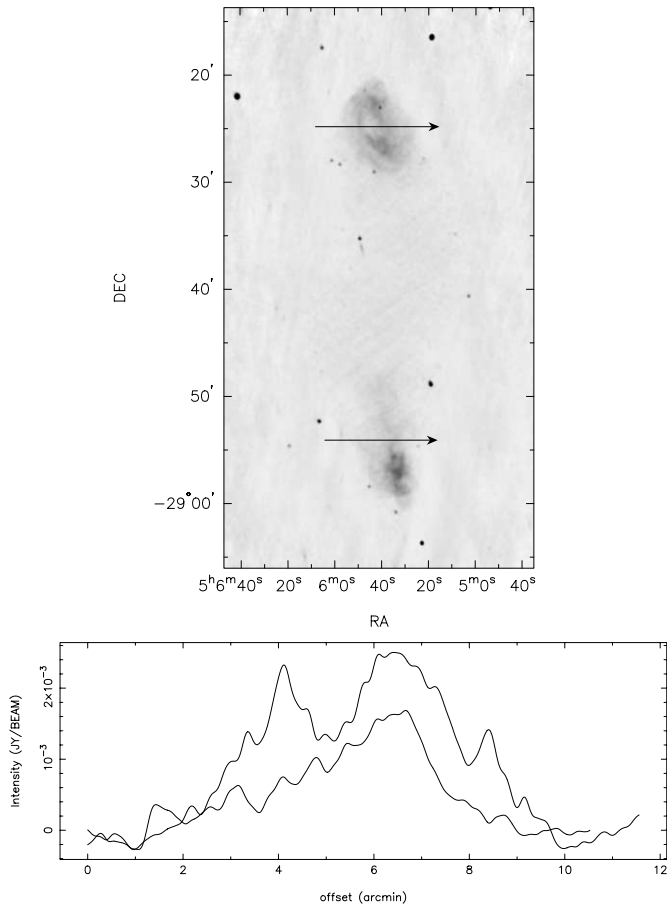 20'
30'
40'
50'
−29°00'
DEC
5ʰ6ᵐ40ˢ 20ˢ 6ᵐ0ˢ 40ˢ 20ˢ 5ᵐ0ˢ 40ˢ
RA
2×10⁻³
10⁻³
0
Intensity (JY/BEAM)
0 2 4 6 8 10 12
offset (arcmin)